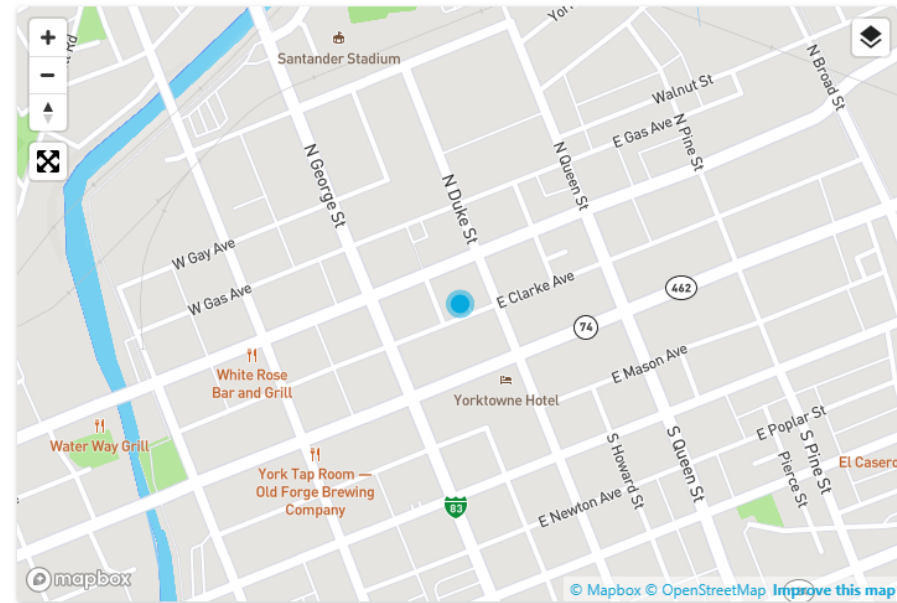 Santander Stadium
Walnut St
N Broad St
E Gas Ave
N Pine St
N George St
N Duke St
N Queen St
W Gay Ave
W Gas Ave
E Clarke Ave
462
74
White Rose
Bar and Grill
E Mason Ave
Yorktowne Hotel
Water Way Grill
E Poplar St
S Howard St
S Queen St
S Pine St
Pierce St
York Tap Room —
Old Forge Brewing
Company
83
E Newton Ave
mapbox
© Mapbox © OpenStreetMap Improve this map